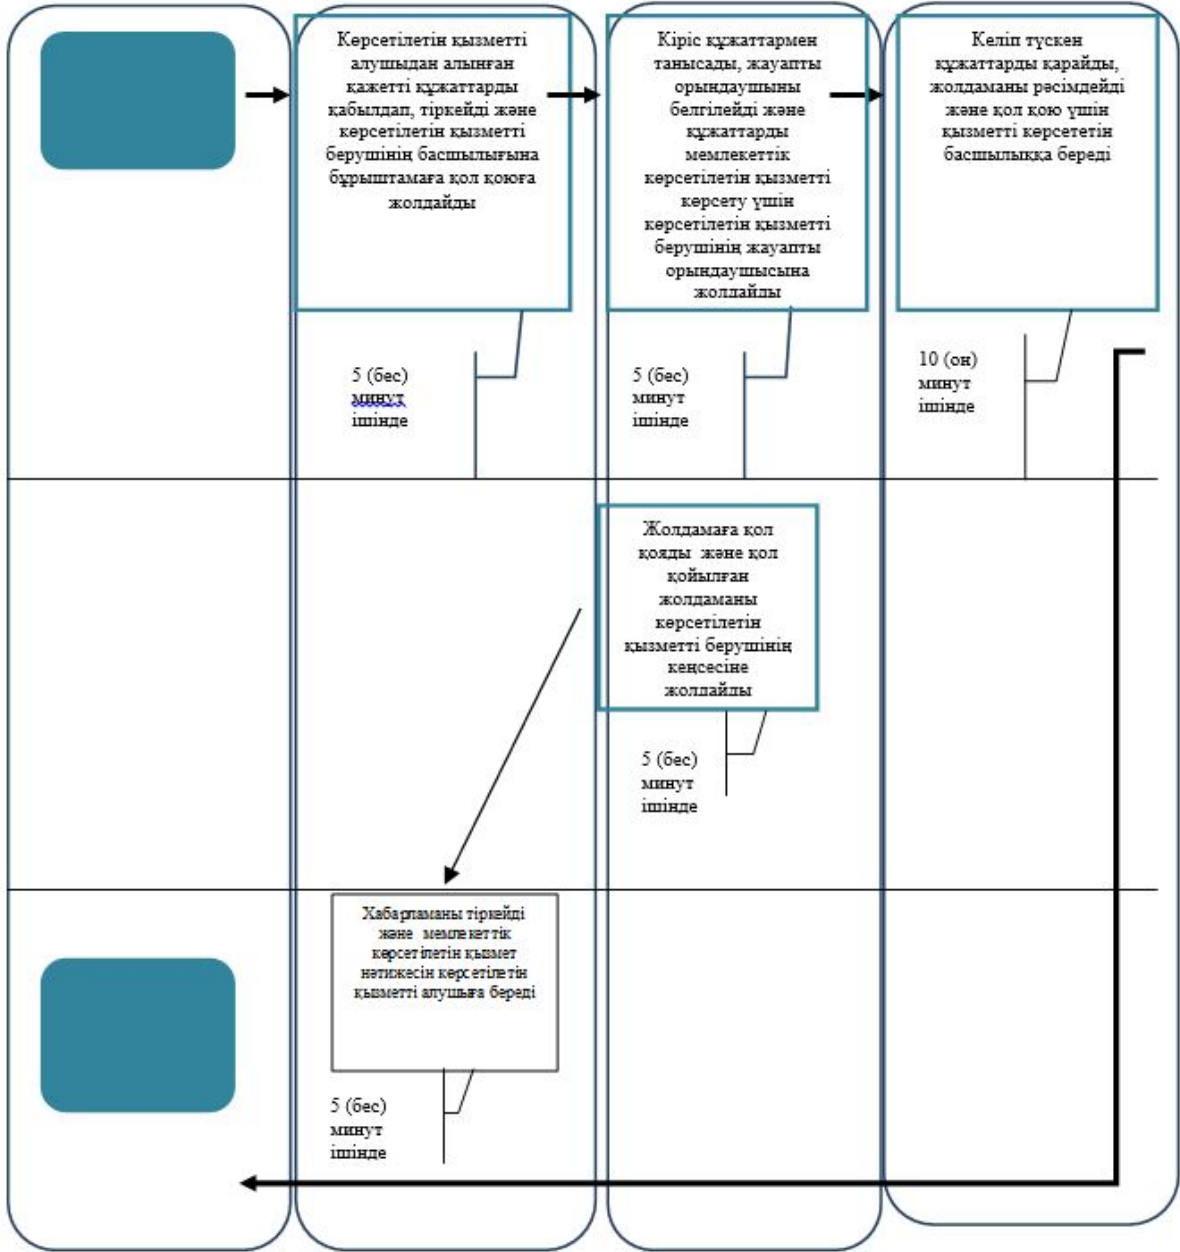 Көрсетілетін қызметті
алушыдан алынған
қажетті құжаттарды
қабылдап, тіркейді және
көрсетілетін қызметті
берушінің басшылығына
бұрыштамаға қол қоюға
жолдайды
5 (бес)
минут
ішінде
Кіріс құжаттармен
танысады, жауапты
орындаушыны
белгілейді және
құжаттарды
мемлекеттік
көрсетілетін қызметті
көрсету үшін
көрсетілетін қызметті
берушінің жауапты
орындаушысына
жолдайды
5 (бес)
минут
ішінде
Келіп түскен
құжаттарды қарайды,
жолдаманы рәсімдейді
және қол қою үшін
қызметті көрсететін
басшылыққа береді
10 (он)
минут
ішінде
Жолдамаға қол
қояды және қол
қойылған
жолдаманы
көрсетілетін
қызметті берушінің
кеңсесіне
жолдайды
5 (бес)
минут
ішінде
Хабарламаны тіркейді
және мемлекеттік
көрсетілетін қызмет
нәтижесін көрсетілетін
қызметті алушыға береді
5 (бес)
минут
ішінде